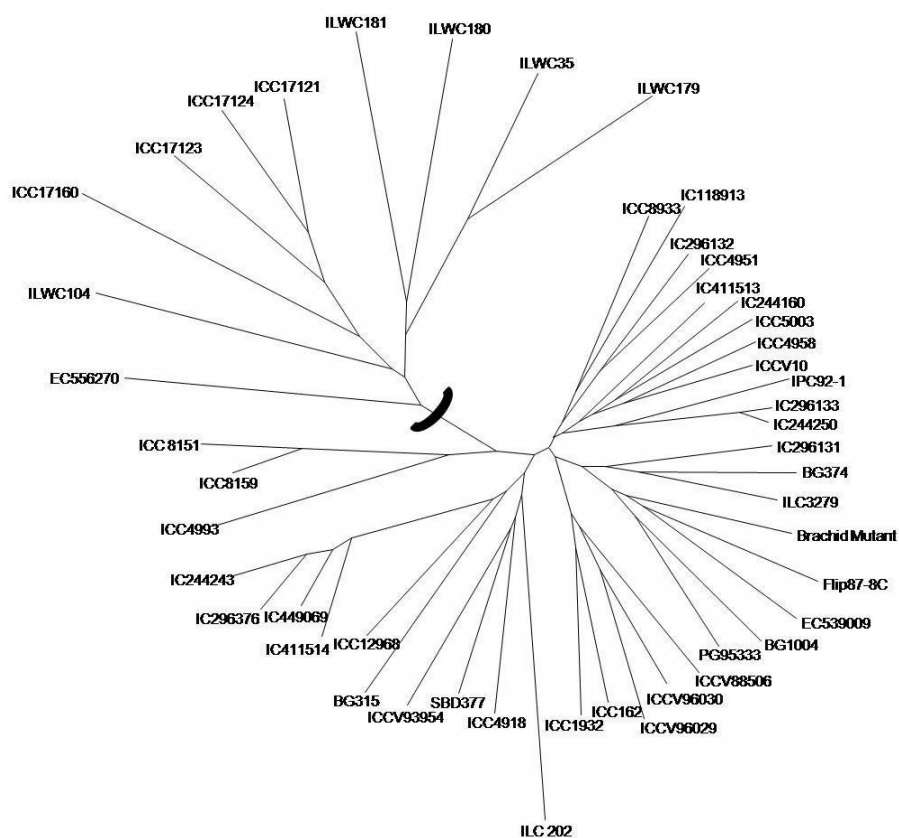 ILWC181
ILWC180
ILWC35
ILWC179
ICC17121
ICC17124
ICC17123
ICC17160
ILWC104
EC556270
ICC8933
IC118913
IC296132
ICC4951
IC411513
IC244160
ICC5003
ICC4958
ICCV10
IPC92-1
IC296133
IC244250
IC296131
BG374
ILC3279
Brachid Mutant
Flip87-8C
EC539009
BG1004
PG95333
ICCV88506
ICCV96030
ICCV96029
ICC162
ICC1932
ILC 202
ICC4918
SBD377
ICCV93954
BG315
ICC12968
IC411514
IC449069
IC296376
IC244243
ICC4993
ICC8159
ICC 8151